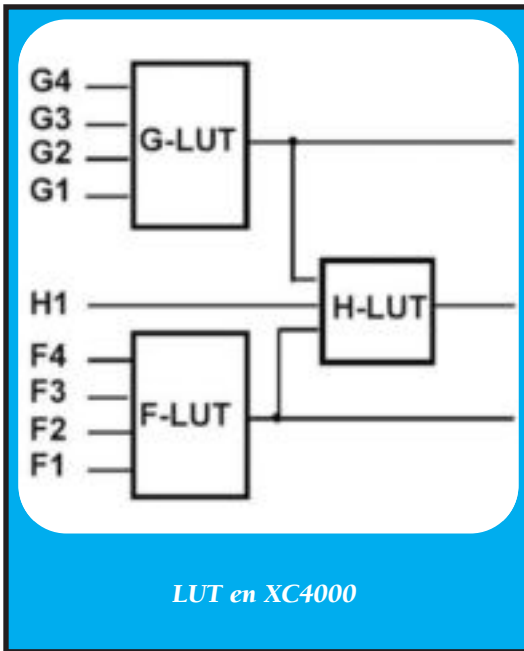 G4
G3
G2
G1
G-LUT
H1
H-LUT
F4
F3
F2
F1
F-LUT
LUT en XC4000